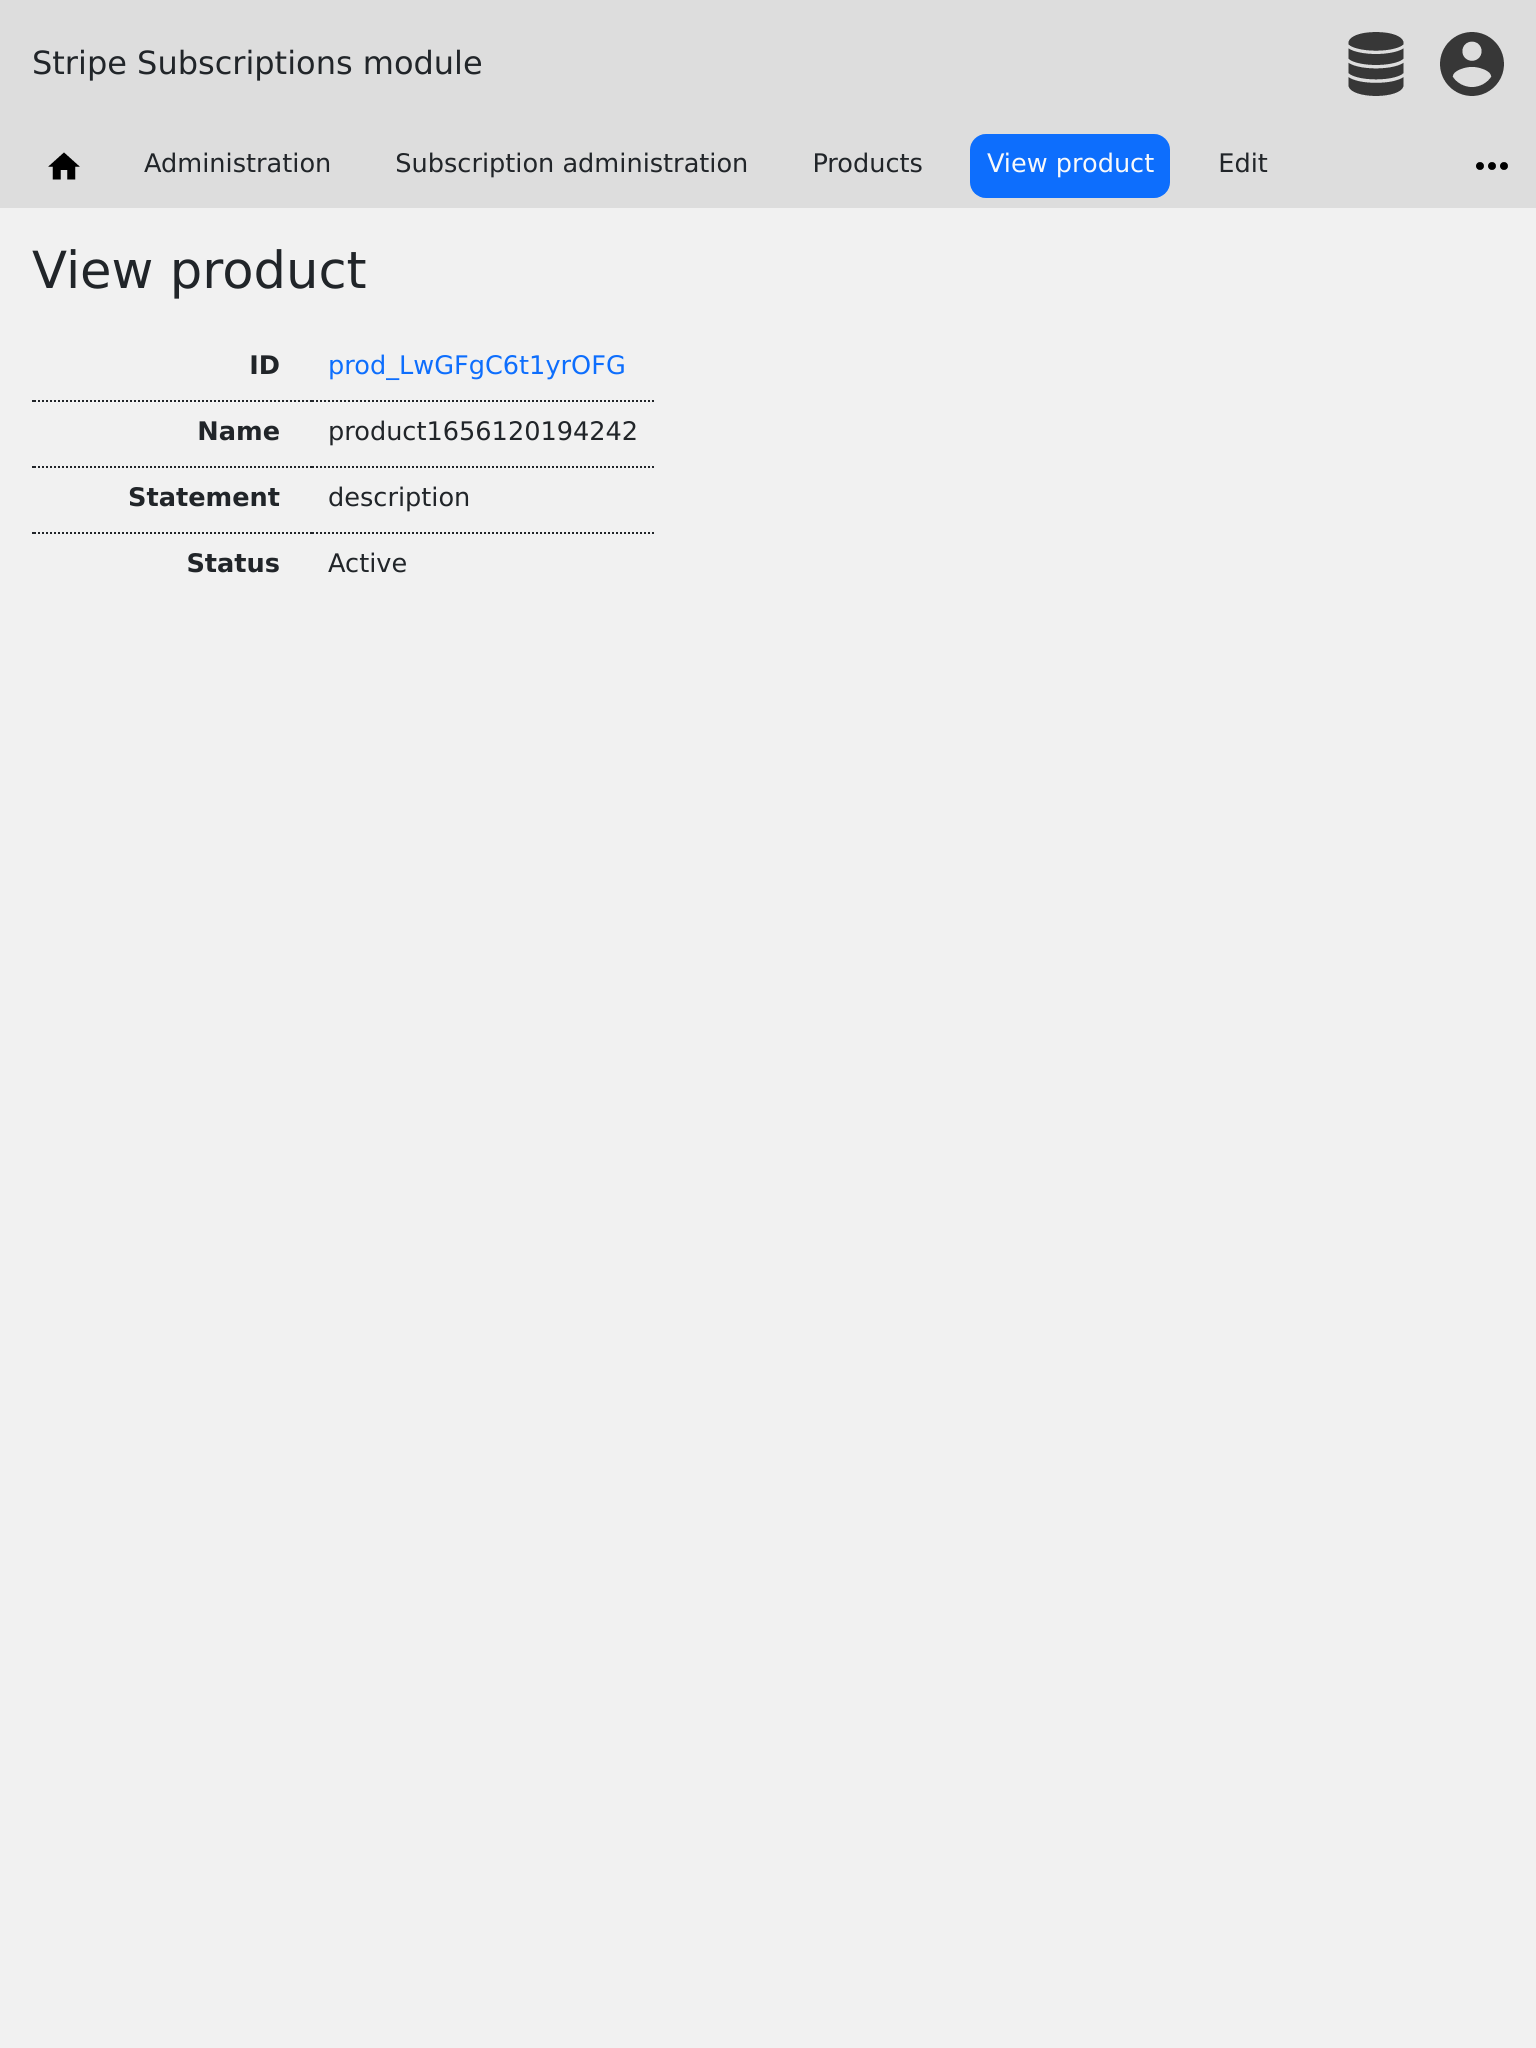 Stripe Subscriptions module
Administration Subscription administration Products View product Edit
View product
ID prod_LwGFgC6t1yrOFG
Name product1656120194242
Statement description
Status Active